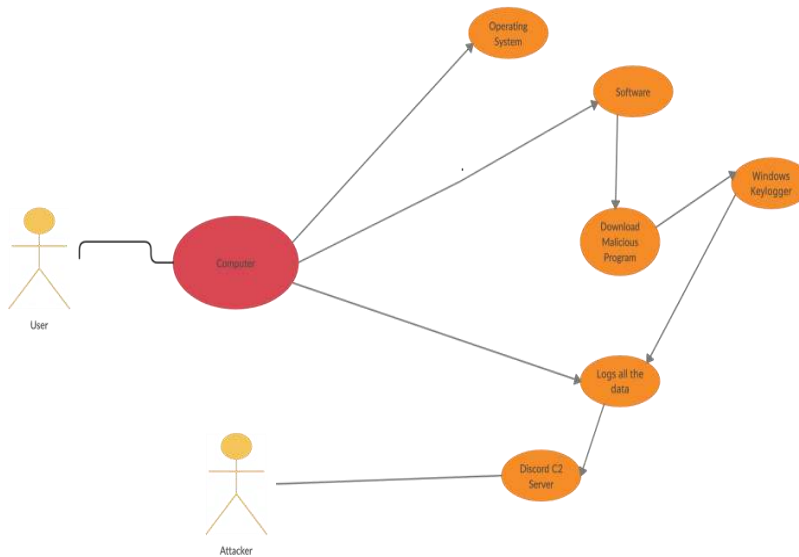 Operating
System
Software
Windows
Keylogger
Download
Malicious
Program
Computer
User
Logs all the
data
Discord C2
Server
Attacker